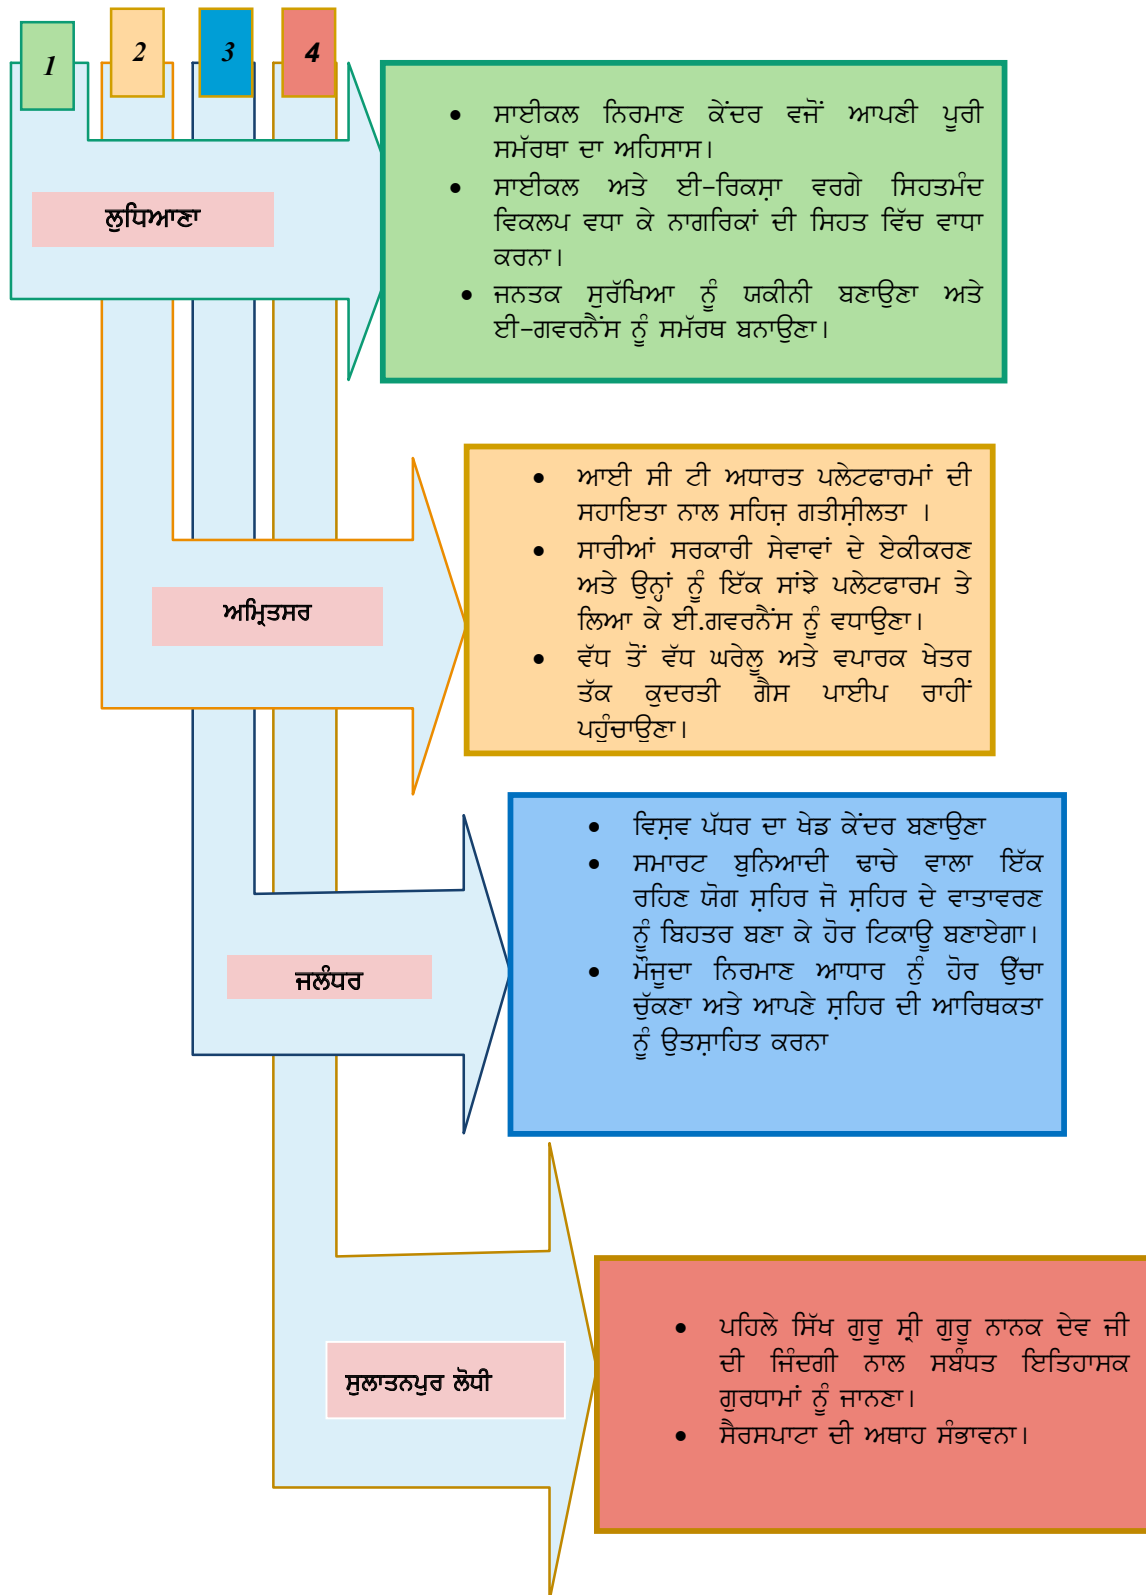 1 2 3 4
• ਸਾਈਕਲ ਨਿਰਮਾਣ ਕੇਂਦਰ ਵਜੋਂ ਆਪਣੀ ਪੂਰੀ
ਸਮੱਰਥਾ ਦਾ ਅਹਿਸਾਸ।
• ਸਾਈਕਲ ਅਤੇ ਈ-ਰਿਕਸ਼ਾ ਵਰਗੇ ਸਿਹਤਮੰਦ
ਵਿਕਲਪ ਵਧਾ ਕੇ ਨਾਗਰਿਕਾਂ ਦੀ ਸਿਹਤ ਵਿੱਚ ਵਾਧਾ
ਕਰਨਾ।
• ਜਨਤਕ ਸੁਰੱਖਿਆ ਨੂੰ ਯਕੀਨੀ ਬਣਾਉਣਾ ਅਤੇ
ਈ-ਗਵਰਨੈਂਸ ਨੂੰ ਸਮੱਰਥ ਬਨਾਉਣਾ।
ਲੁਧਿਆਣਾ
• ਆਈ ਸੀ ਟੀ ਅਧਾਰਤ ਪਲੇਟਫਾਰਮਾਂ ਦੀ
ਸਹਾਇਤਾ ਨਾਲ ਸਹਿਜ਼ ਗਤੀਸ਼ੀਲਤਾ ।
• ਸਾਰੀਆਂ ਸਰਕਾਰੀ ਸੇਵਾਵਾਂ ਦੇ ਏਕੀਕਰਣ
ਅਤੇ ਉਨ੍ਹਾਂ ਨੂੰ ਇੱਕ ਸਾਂਝੇ ਪਲੇਟਫਾਰਮ ਤੇ
ਲਿਆ ਕੇ ਈ.ਗਵਰਨੈਂਸ ਨੂੰ ਵਧਾਉਣਾ।
• ਵੱਧ ਤੋਂ ਵੱਧ ਘਰੇਲੂ ਅਤੇ ਵਪਾਰਕ ਖੇਤਰ
ਤੱਕ ਕੁਦਰਤੀ ਗੈਸ ਪਾਈਪ ਰਾਹੀਂ
ਪਹੁੰਚਾਉਣਾ।
ਅਮ੍ਰਿਤਸਰ
• ਵਿਸ਼ਵ ਪੱਧਰ ਦਾ ਖੇਡ ਕੇਂਦਰ ਬਣਾਉਣਾ
• ਸਮਾਰਟ ਬੁਨਿਆਦੀ ਢਾਚੇ ਵਾਲਾ ਇੱਕ
ਰਹਿਣ ਯੋਗ ਸ਼ਹਿਰ ਜੋ ਸ਼ਹਿਰ ਦੇ ਵਾਤਾਵਰਣ
ਨੂੰ ਬਿਹਤਰ ਬਣਾ ਕੇ ਹੋਰ ਟਿਕਾਊ ਬਣਾਏਗਾ।
• ਮੌਜੂਦਾ ਨਿਰਮਾਣ ਆਧਾਰ ਨੁੰ ਹੋਰ ਉੱਚਾ
ਚੁੱਕਣਾ ਅਤੇ ਆਪਣੇ ਸ਼ਹਿਰ ਦੀ ਆਰਿਥਕਤਾ
ਨੂੰ ਉਤਸ਼ਾਹਿਤ ਕਰਨਾ
ਜਲੰਧਰ
• ਪਹਿਲੇ ਸਿੱਖ ਗੁਰੂ ਸ਼੍ਰੀ ਗੁਰੂ ਨਾਨਕ ਦੇਵ ਜੀ
ਦੀ ਜਿੰਦਗੀ ਨਾਲ ਸਬੰਧਤ ਇਤਿਹਾਸਕ
ਗੁਰਧਾਮਾਂ ਨੂੰ ਜਾਨਣਾ।
• ਸੈਰਸਪਾਟਾ ਦੀ ਅਥਾਹ ਸੰਭਾਵਨਾ।
ਸੁਲਾਤਨਪੁਰ ਲੋਧੀ